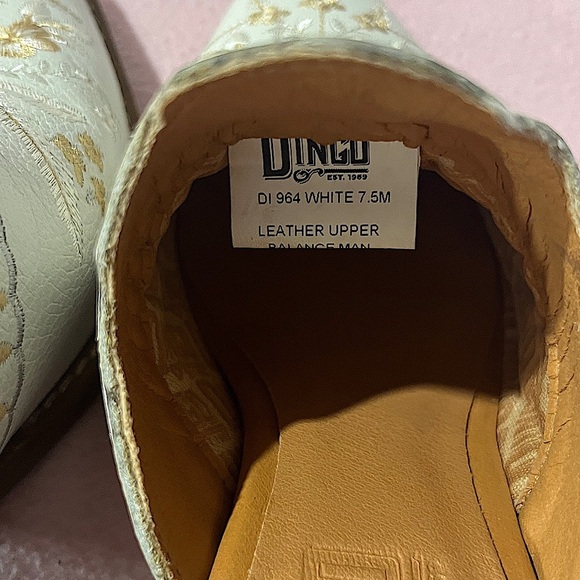 DINGO
EST. 1969
DI 964 WHITE 7.5M
LEATHER UPPER
BALANCE MAN